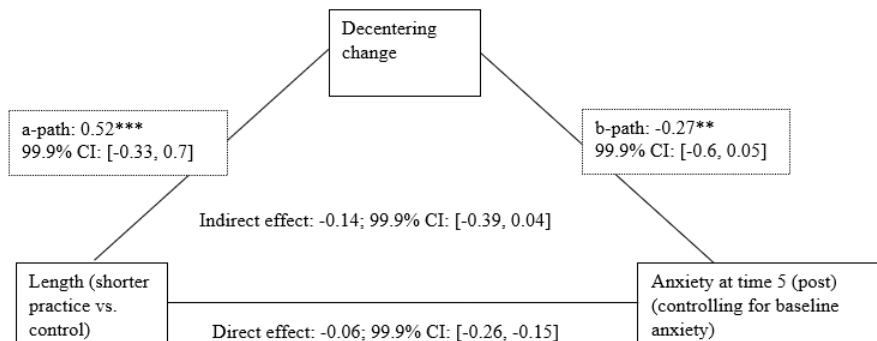 Decentering
change
a-path: 0.52***
99.9% CI: [-0.33, 0.7]
b-path: -0.27**
99.9% CI: [-0.6, 0.05]
Indirect effect: -0.14; 99.9% CI: [-0.39, 0.04]
Length (shorter
practice vs.
control)
Anxiety at time 5 (post)
(controlling for baseline
anxiety)
Direct effect: -0.06; 99.9% CI: [-0.26, -0.15]